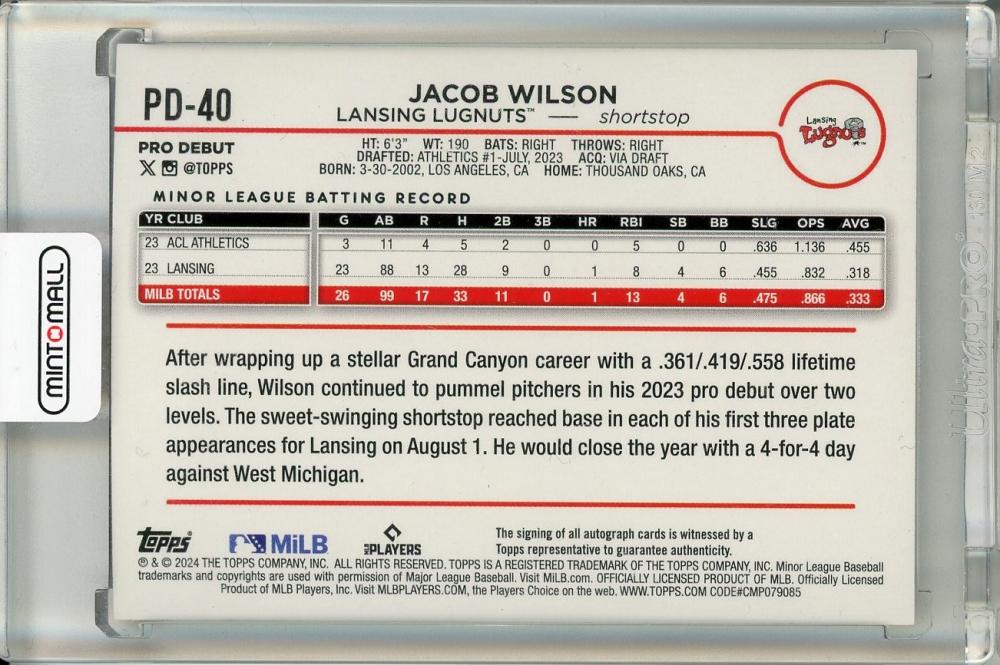 PD-40
JACOB WILSON
LANSING LUGNUTS™ — shortstop
Lansing Lugnuts
PRO DEBUT
X @TOPPS
HT: 6'3" WT: 190 BATS: RIGHT THROWS: RIGHT
DRAFTED: ATHLETICS #1-JULY, 2023 ACQ: VIA DRAFT
BORN: 3-30-2002, LOS ANGELES, CA HOME: THOUSAND OAKS, CA
MINOR LEAGUE BATTING RECORD
YR CLUB G AB R H 2B 3B HR RBI SB BB SLG OPS AVG
23 ACL ATHLETICS 3 11 4 5 2 0 0 5 0 0 .636 1.136 .455
23 LANSING 23 88 13 28 9 0 1 8 4 6 .455 .832 .318
MILB TOTALS 26 99 17 33 11 0 1 13 4 6 .475 .866 .333
After wrapping up a stellar Grand Canyon career with a .361/.419/.558 lifetime
slash line, Wilson continued to pummel pitchers in his 2023 pro debut over two
levels. The sweet-swinging shortstop reached base in each of his first three plate
appearances for Lansing on August 1. He would close the year with a 4-for-4 day
against West Michigan.
Topps MiLB MLB PLAYERS
The signing of all autograph cards is witnessed by a
Topps representative to guarantee authenticity.
® & © 2024 THE TOPPS COMPANY, INC. ALL RIGHTS RESERVED. TOPPS IS A REGISTERED TRADEMARK OF THE TOPPS COMPANY, INC. Minor League Baseball
trademarks and copyrights are used with permission of Major League Baseball. Visit MiLB.com. OFFICIALLY LICENSED PRODUCT OF MLB. Officially Licensed
Product of MLB Players, Inc. Visit MLBPLAYERS.COM, the Players Choice on the web. WWW.TOPPS.COM CODE#CMP079085
MINTOMALL
UltraPRO®